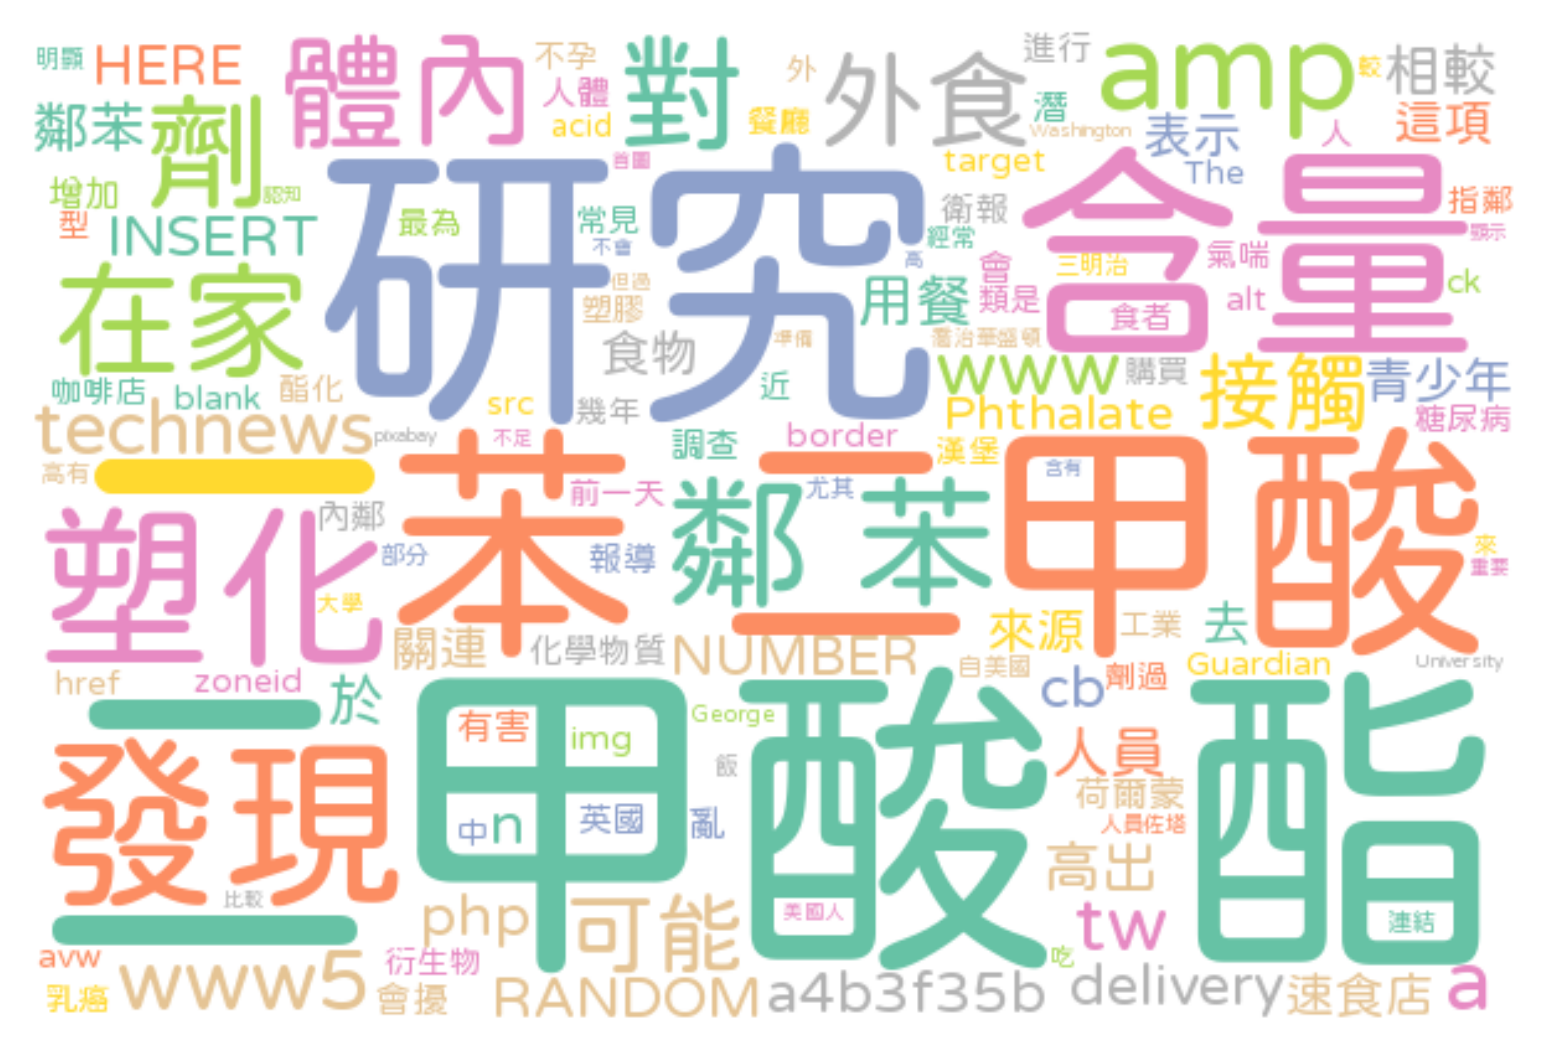 明顯 HERE 體內 不孕 對 外 外食 進行 amp 較 相較
人體 鄰苯 劑 acid 餐廳 潛 Washington 表示 人 這項
增加 認知 研究 首圖 target The 含量
型 INSERT 最為 常見 衛報 指鄰
不會 高 經常 會 三明治 氣喘 顯示
在家 但過 塑膠 用餐 類是 食者 alt ck
食物 準備 喬治華盛頓
咖啡店 blank 酯化 src 幾年 近 www 購買 接觸 青少年
technews pixabay 不足 調查 border Phthalate 糖尿病
高有 一 苯二甲酸 前一天 鄰苯 尤其 漢堡 含有
塑化 內鄰 部分 報導 來 重要
大學 關連 化學物質 NUMBER 來源 工業 去
href zoneid 於 自美國 cb 劑過 Guardian University
二甲酸酯 有害 img George 人員
發現 飯 荷爾蒙
中 n 英國 亂 人員佐塔
比較 高出
php 可能 美國人 tw 連結
avw www5 衍生物 吃 a
乳癌 會擾 RANDOM a4b3f35b delivery 速食店